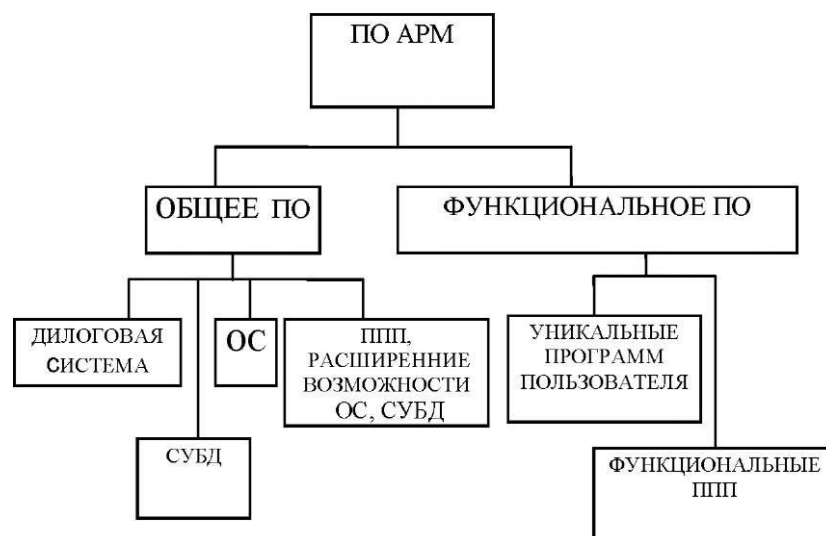 ПО АРМ
ОБЩЕЕ ПО
ФУНКЦИОНАЛЬНОЕ ПО
ДИЛОГОВАЯ
СИСТЕМА
ОС
ППП,
РАСШИРЕННИЕ
ВОЗМОЖНОСТИ
ОС, СУБД
УНИКАЛЬНЫЕ
ПРОГРАММ
ПОЛЬЗОВАТЕЛЯ
СУБД
ФУНКЦИОНАЛЬНЫЕ
ППП